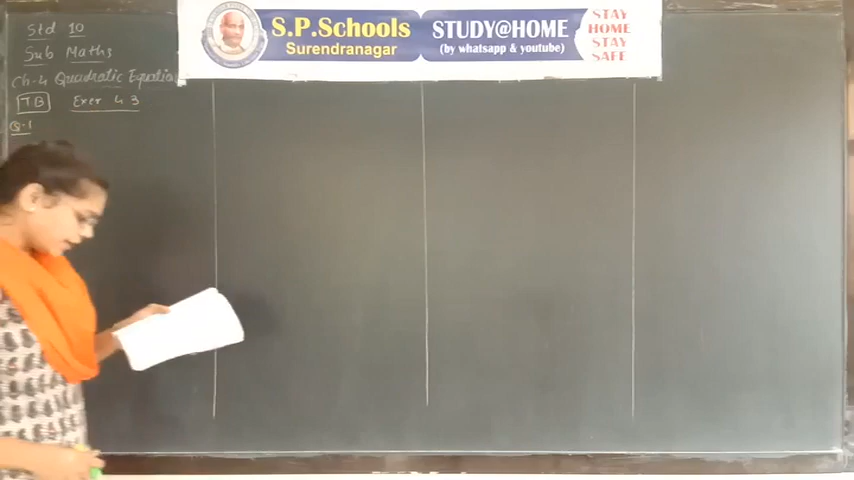 Std 10
Sub Maths
Ch-4 Quadratic Equation
TB Exer 4.3
Q-1
S.P.Schools
Surendranagar
STUDY@HOME
(by whatsapp & youtube)
STAY
HOME
STAY
SAFE